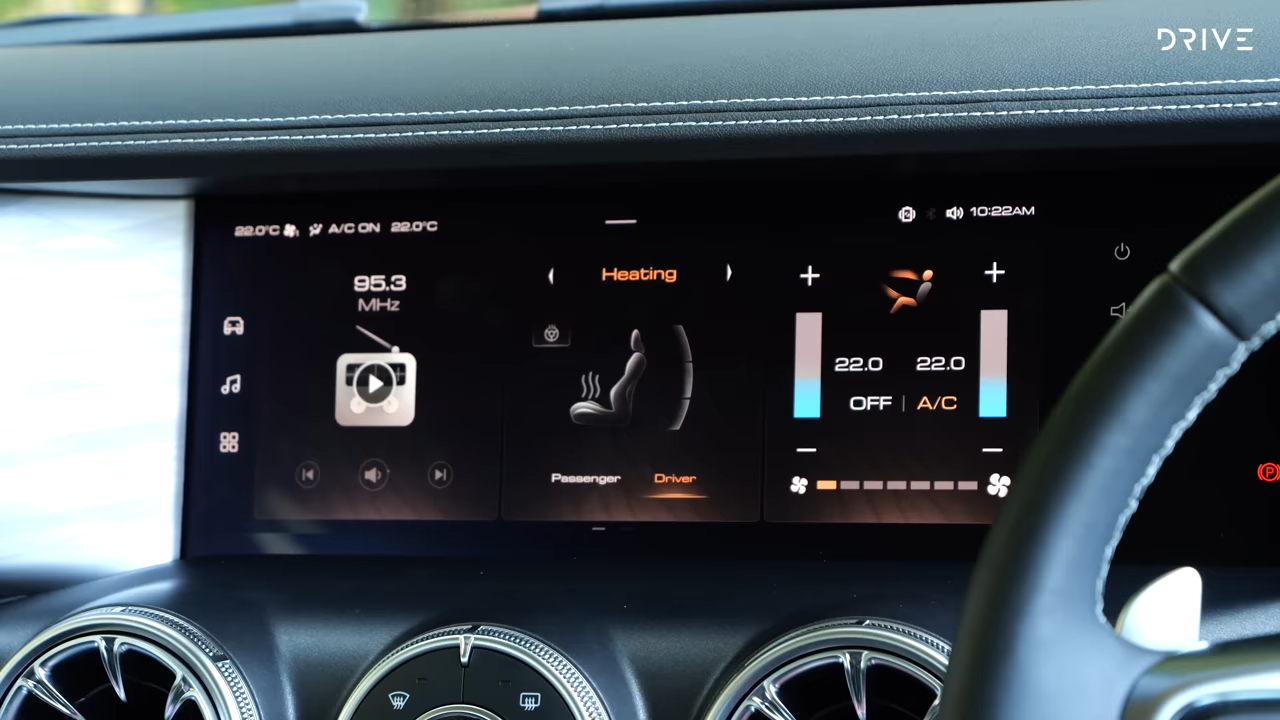 DRIVE
22.0°C A/C ON 22.0°C
10:22AM
95.3
MHz
Heating
22.0 22.0
OFF | A/C
Passenger Driver
P